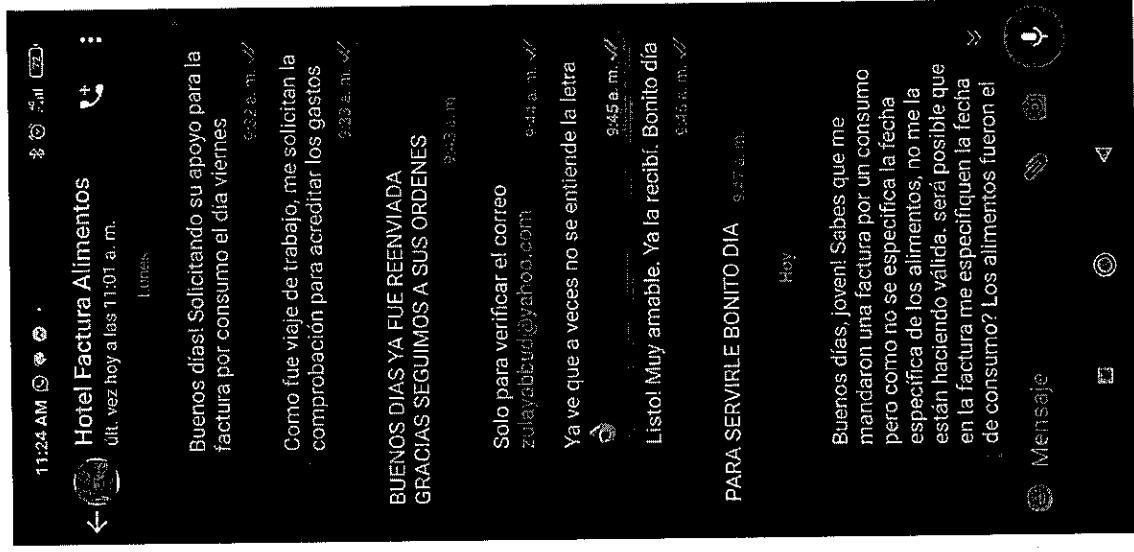 11:24 AM
72
Hotel Factura Alimentos
últ. vez hoy a las 11:01 a. m.
Lunes
Buenos días! Solicitando su apoyo para la
factura por consumo el día viernes
9:32 a. m.
Como fue viaje de trabajo, me solicitan la
comprobación para acreditar los gastos
9:33 a. m.
BUENOS DIAS YA FUE REENVIADA
GRACIAS SEGUIMOS A SUS ORDENES
9:43 a. m.
Solo para verificar el correo
zulayabbud@yahoo.com
9:44 a. m.
Ya ve que a veces no se entiende la letra
9:45 a. m.
Listo! Muy amable. Ya la recibí. Bonito día
9:46 a. m.
PARA SERVIRLE BONITO DIA
9:47 a. m.
Hoy
Buenos días, joven! Sabes que me
mandaron una factura por un consumo
pero como no se especifica la fecha
específica de los alimentos, no me la
están haciendo válida. será posible que
en la factura me especifiquen la fecha
de consumo? Los alimentos fueron el
Mensaje